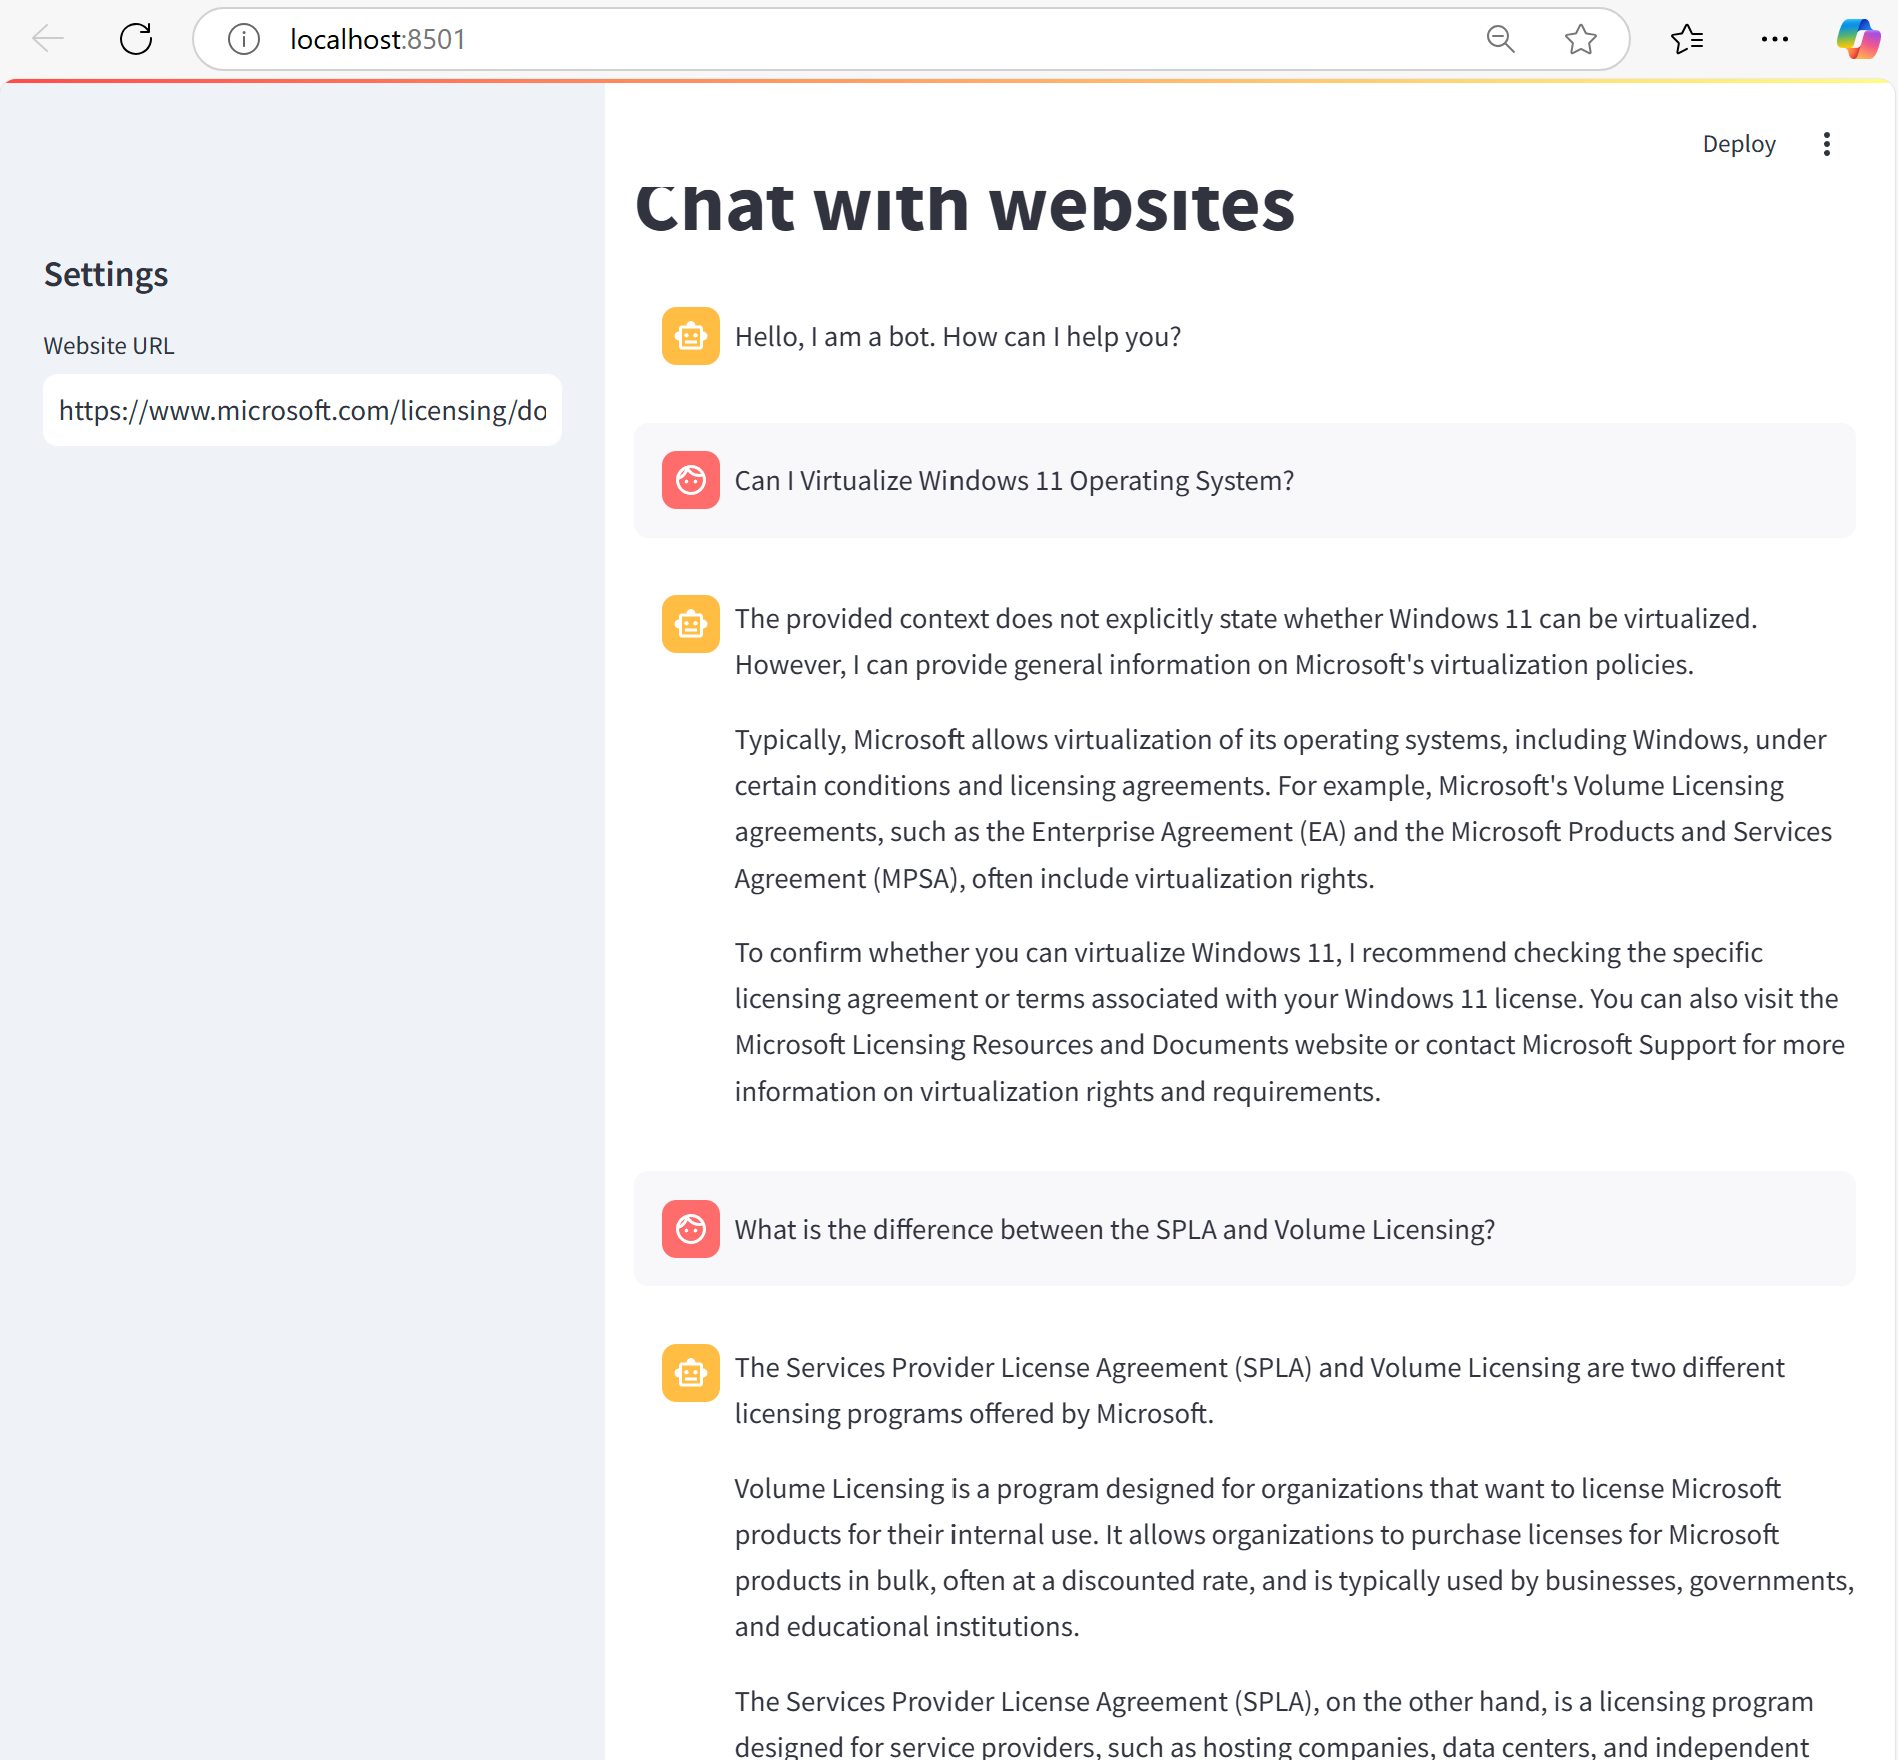 localhost:8501
Deploy
Chat with websites
Settings
Website URL
https://www.microsoft.com/licensing/do
Hello, I am a bot. How can I help you?
Can I Virtualize Windows 11 Operating System?
The provided context does not explicitly state whether Windows 11 can be virtualized.
However, I can provide general information on Microsoft's virtualization policies.
Typically, Microsoft allows virtualization of its operating systems, including Windows, under
certain conditions and licensing agreements. For example, Microsoft's Volume Licensing
agreements, such as the Enterprise Agreement (EA) and the Microsoft Products and Services
Agreement (MPSA), often include virtualization rights.
To confirm whether you can virtualize Windows 11, I recommend checking the specific
licensing agreement or terms associated with your Windows 11 license. You can also visit the
Microsoft Licensing Resources and Documents website or contact Microsoft Support for more
information on virtualization rights and requirements.
What is the difference between the SPLA and Volume Licensing?
The Services Provider License Agreement (SPLA) and Volume Licensing are two different
licensing programs offered by Microsoft.
Volume Licensing is a program designed for organizations that want to license Microsoft
products for their internal use. It allows organizations to purchase licenses for Microsoft
products in bulk, often at a discounted rate, and is typically used by businesses, governments,
and educational institutions.
The Services Provider License Agreement (SPLA), on the other hand, is a licensing program
designed for service providers, such as hosting companies, data centers, and independent